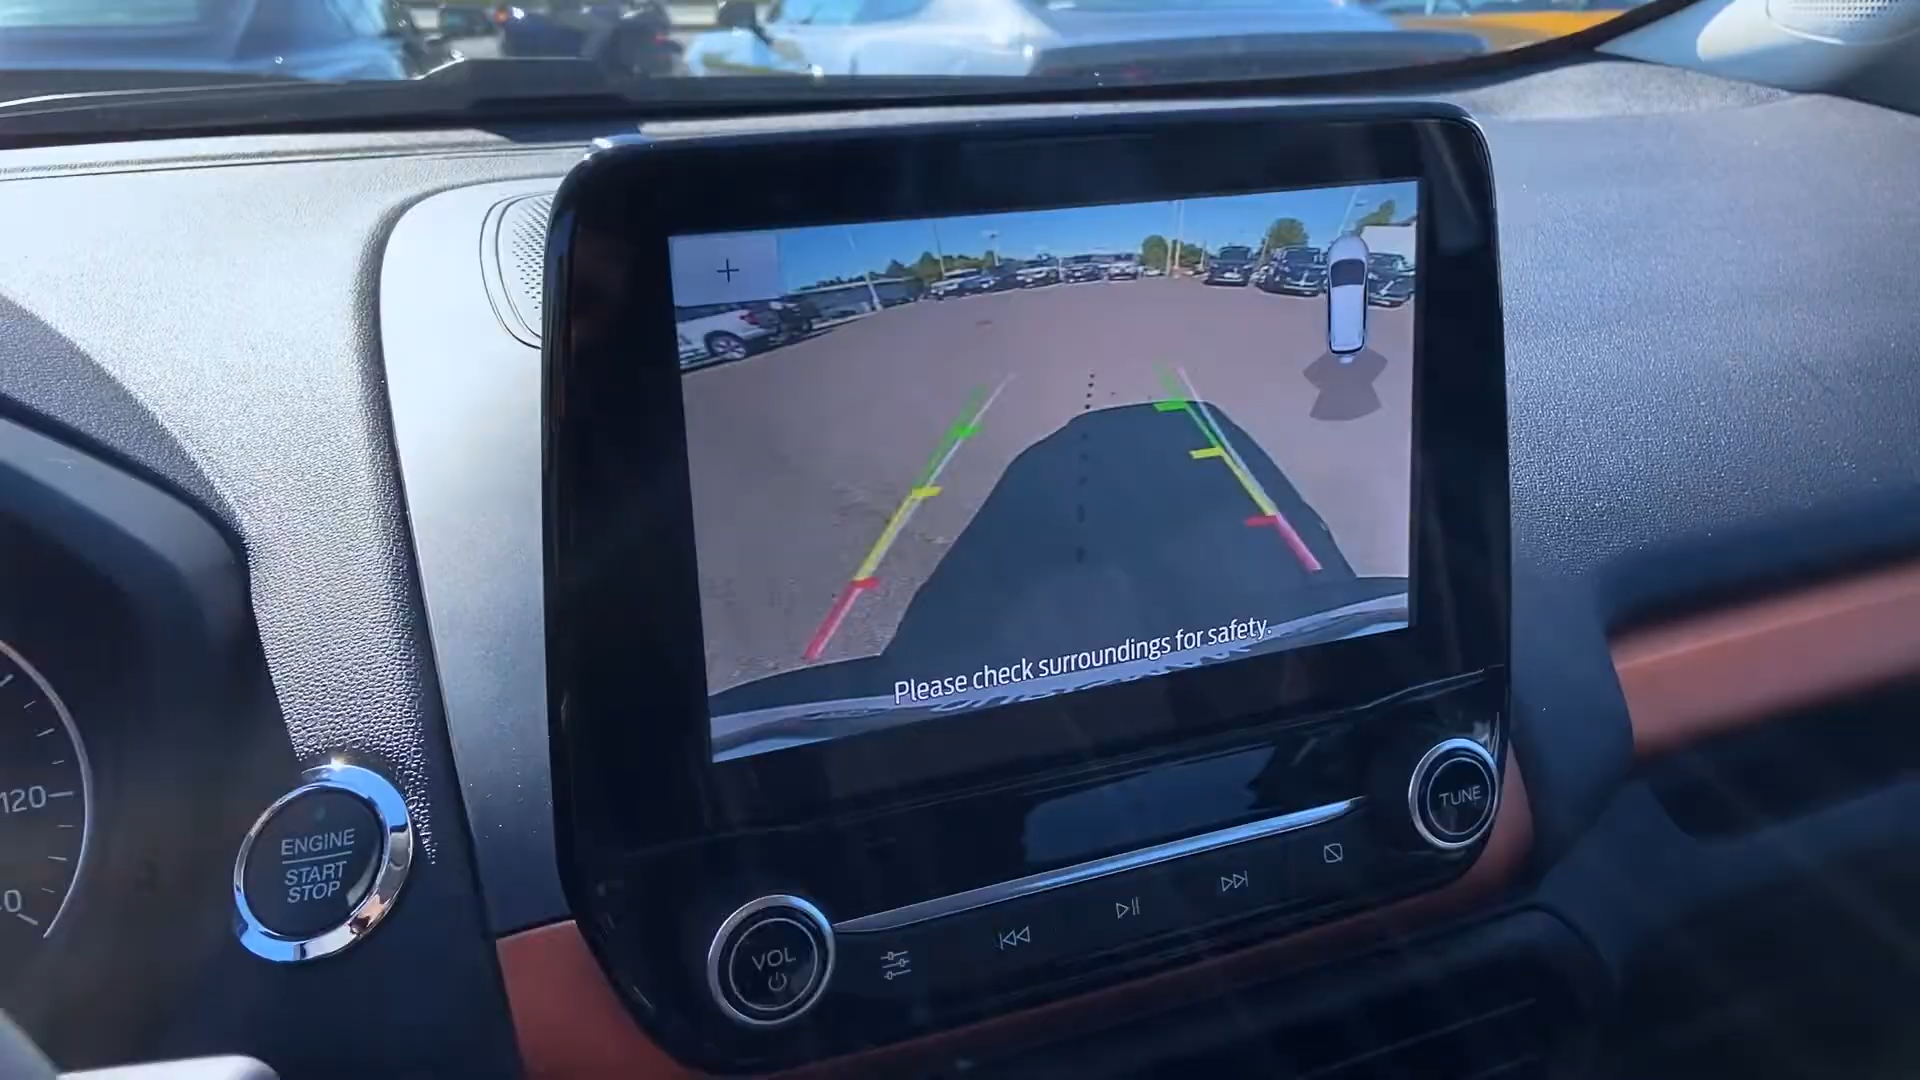 Please check surroundings for safety.
120
ENGINE
START
STOP
TUNE
VOL